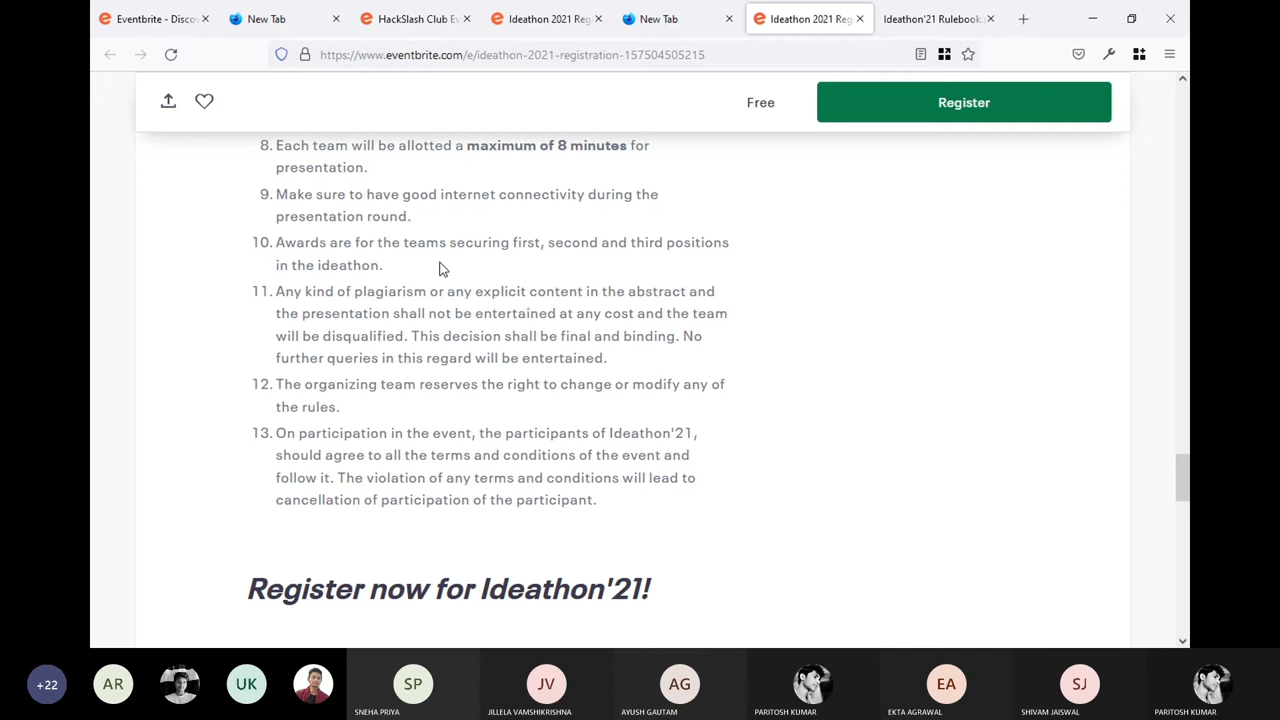 Eventbrite - Disco
New Tab
HackSlash Club Ev
Ideathon 2021 Reg
New Tab
Ideathon 2021 Reg
Ideathon'21 Rulebook.
https://www.eventbrite.com/e/ideathon-2021-registration-157504505215
Free
Register
8. Each team will be allotted a maximum of 8 minutes for
presentation.
9. Make sure to have good internet connectivity during the
presentation round.
10. Awards are for the teams securing first, second and third positions
in the ideathon.
11. Any kind of plagiarism or any explicit content in the abstract and
the presentation shall not be entertained at any cost and the team
will be disqualified. This decision shall be final and binding. No
further queries in this regard will be entertained.
12. The organizing team reserves the right to change or modify any of
the rules.
13. On participation in the event, the participants of Ideathon'21,
should agree to all the terms and conditions of the event and
follow it. The violation of any terms and conditions will lead to
cancellation of participation of the participant.
Register now for Ideathon'21!
+22
AR
UK
SP
SNEHA PRIYA
JV
JILLELA VAMSHIKRISHNA
AG
AYUSH GAUTAM
PARITOSH KUMAR
EA
EKTA AGRAWAL
SJ
SHIVAM JAISWAL
PARITOSH KUMAR